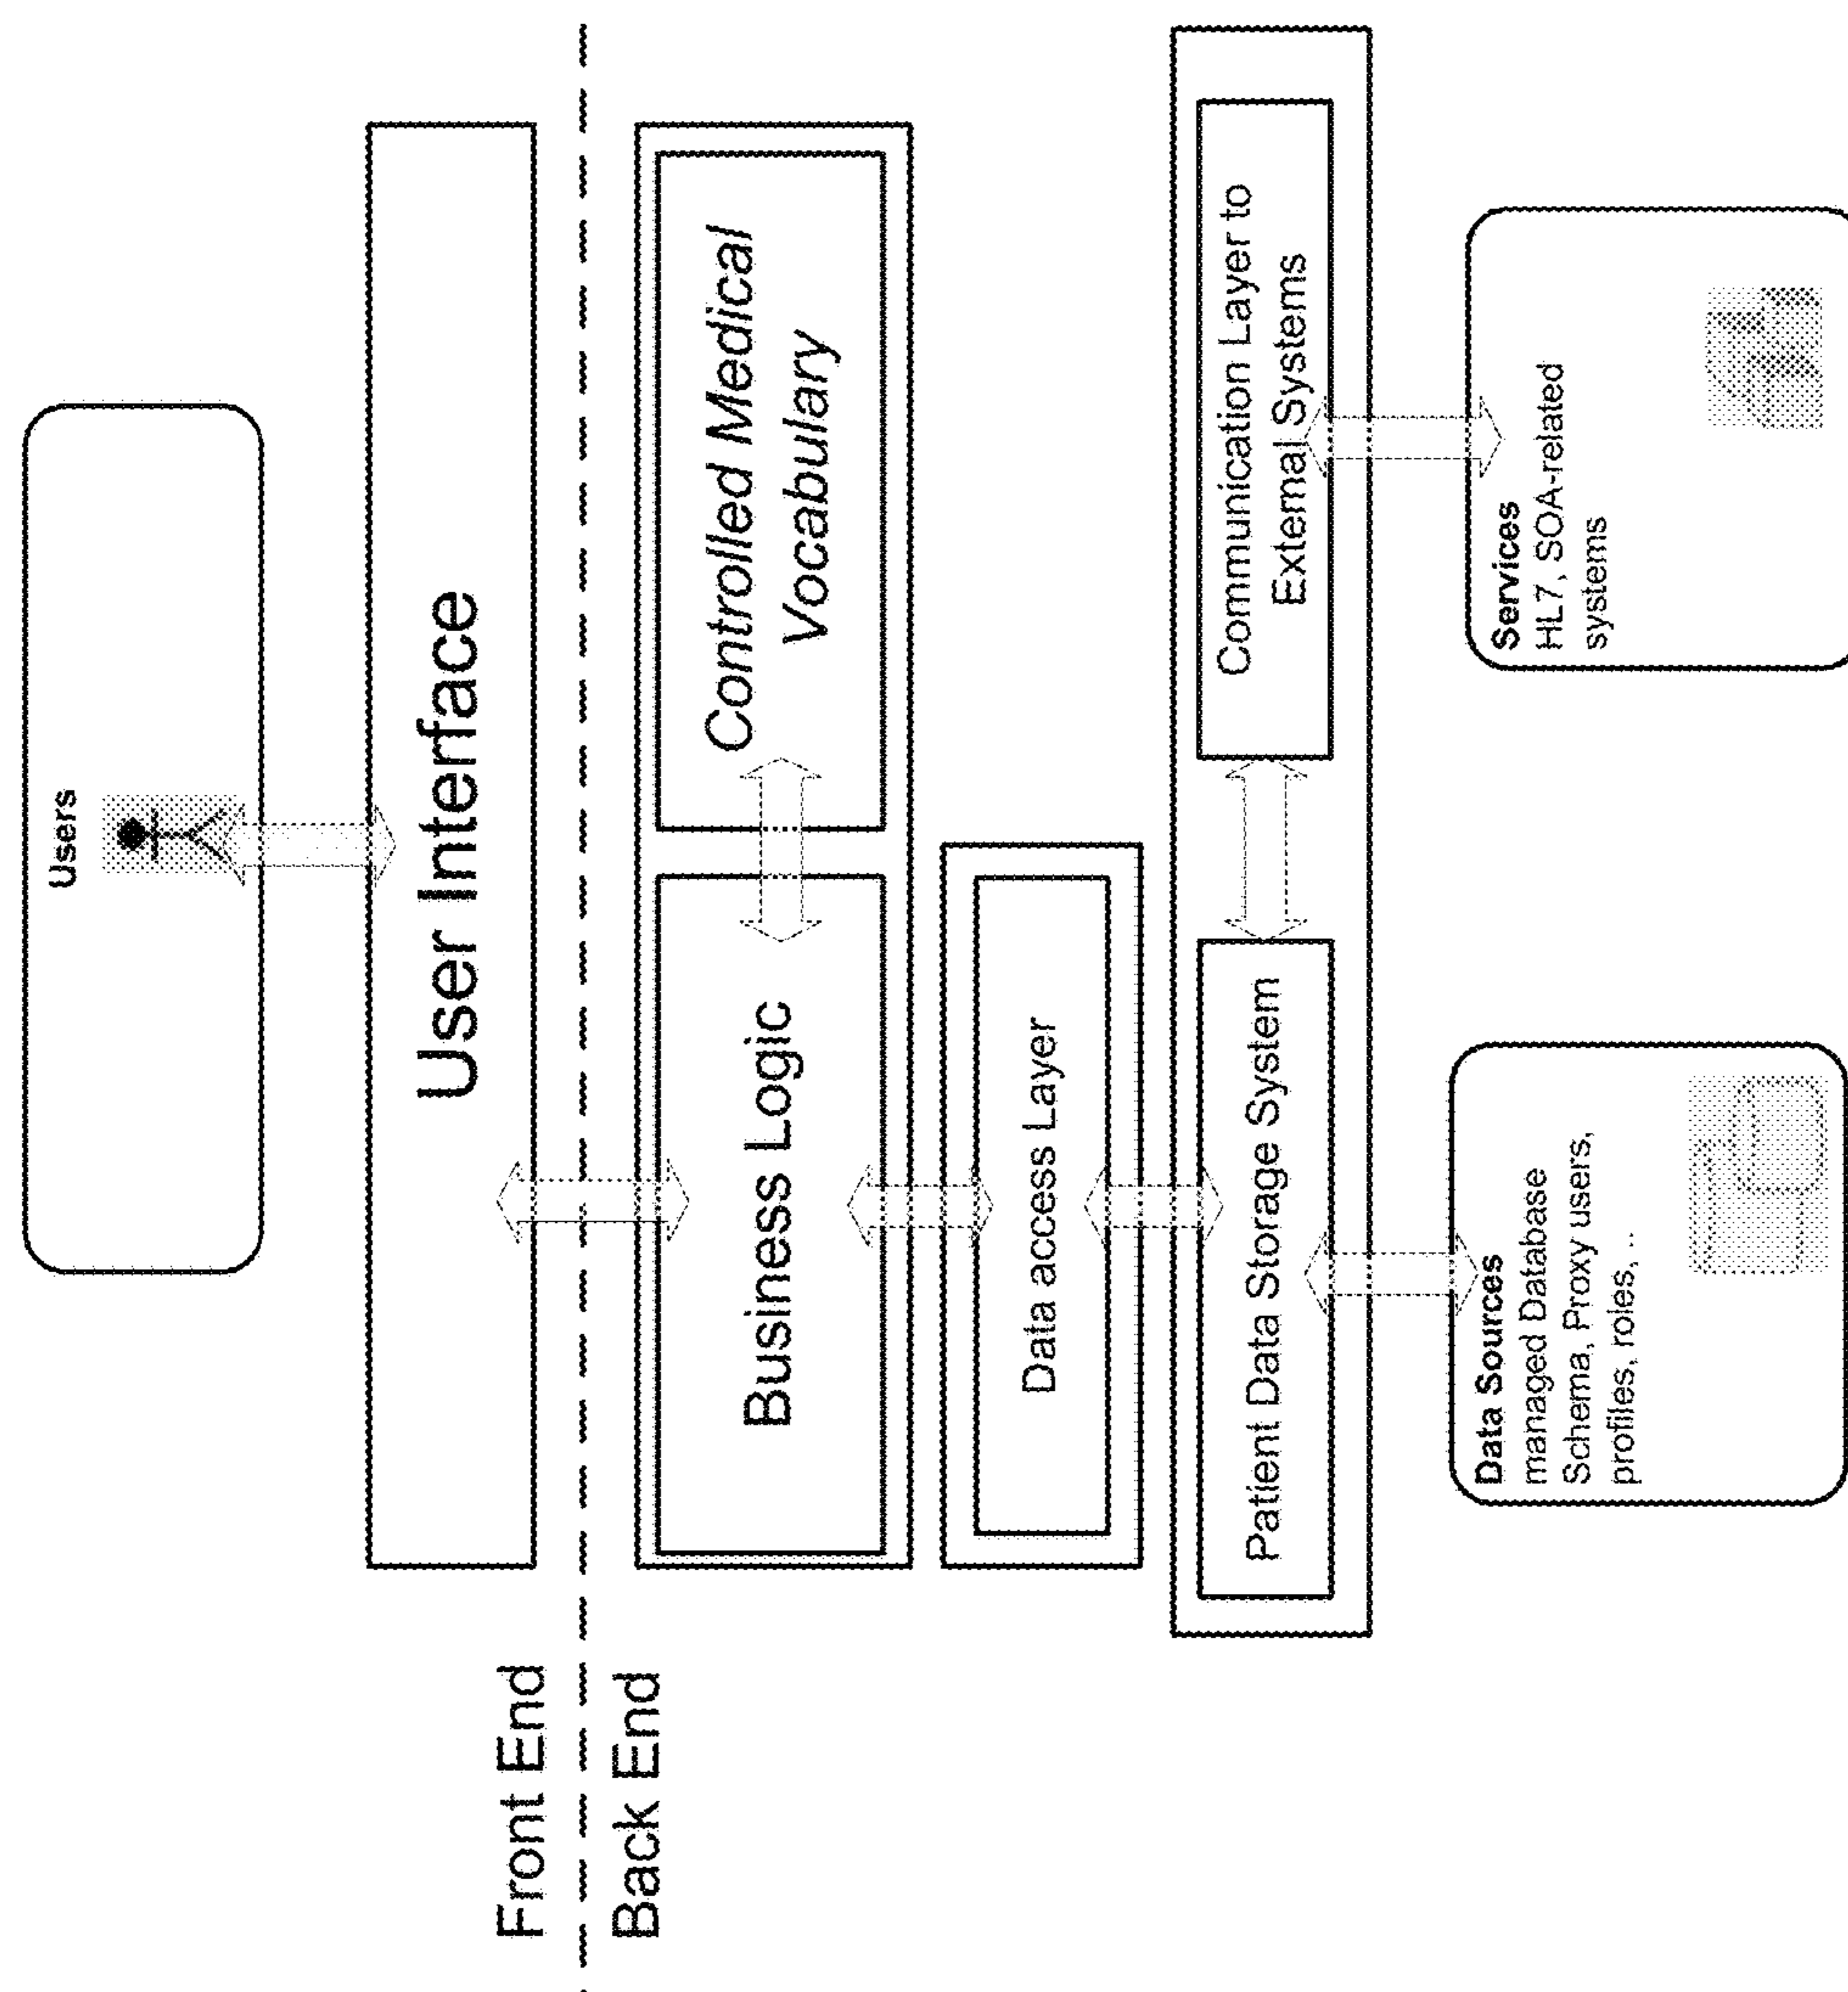 Users
User Interface
Front End
Back End
Business Logic
Controlled Medical
Vocabulary
Data access Layer
Patient Data Storage System
Communication Layer to
External Systems
Data Sources
managed Database
Schema, Proxy users,
profiles, roles, ..
Services
HL7, SOA-related
systems